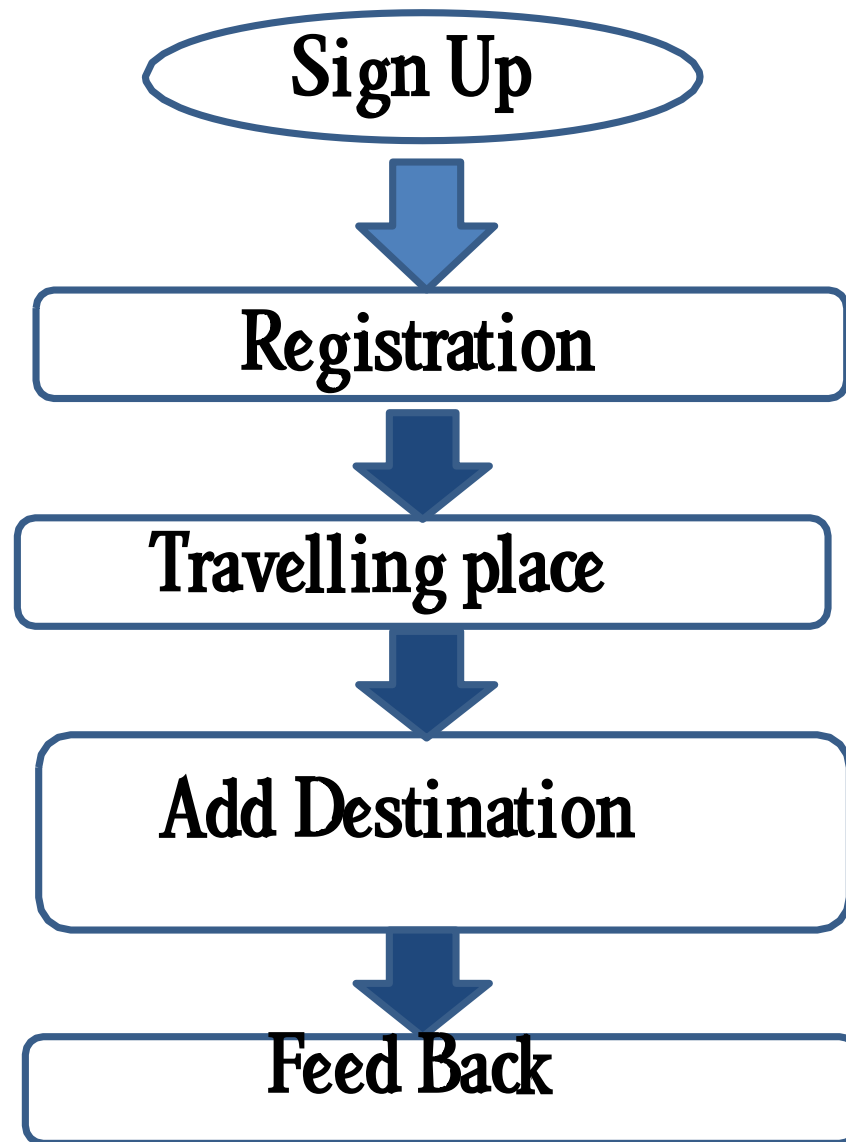 Sign Up
Registration
Travelling place
Add Destination
Feed Back